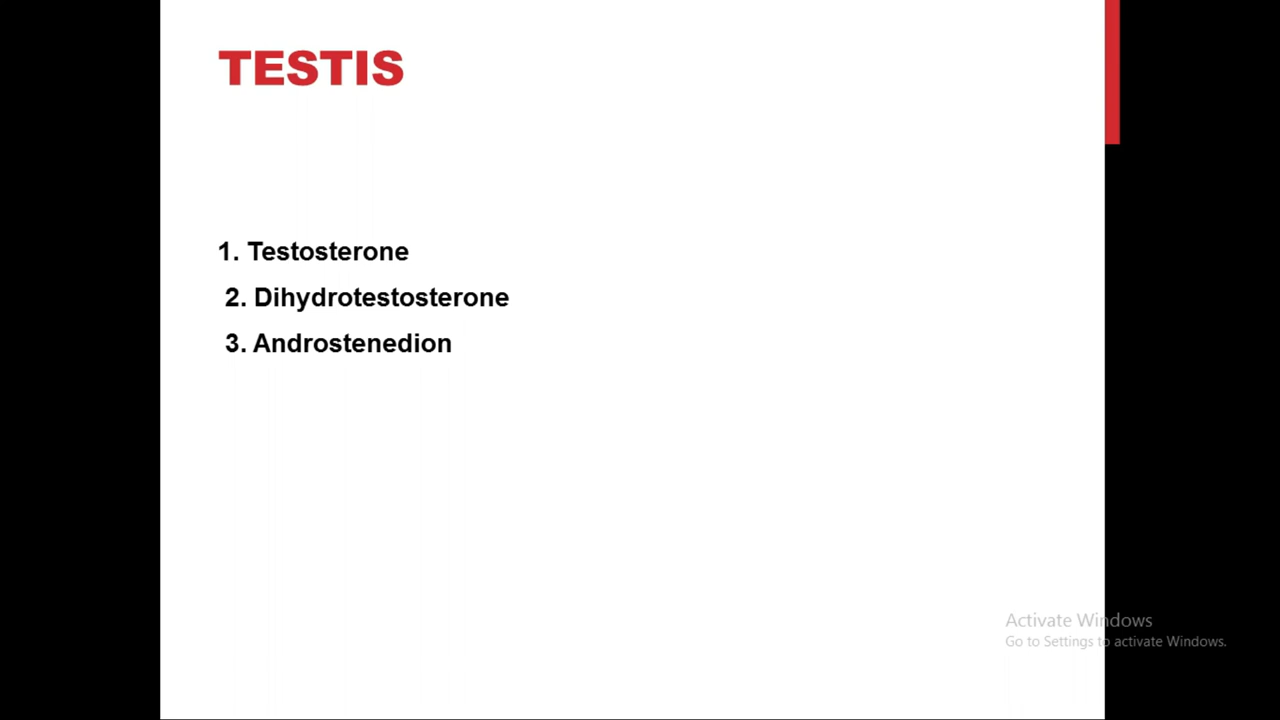 TESTIS
1. Testosterone
2. Dihydrotestosterone
3. Androstenedion
Activate Windows
Go to Settings to activate Windows.